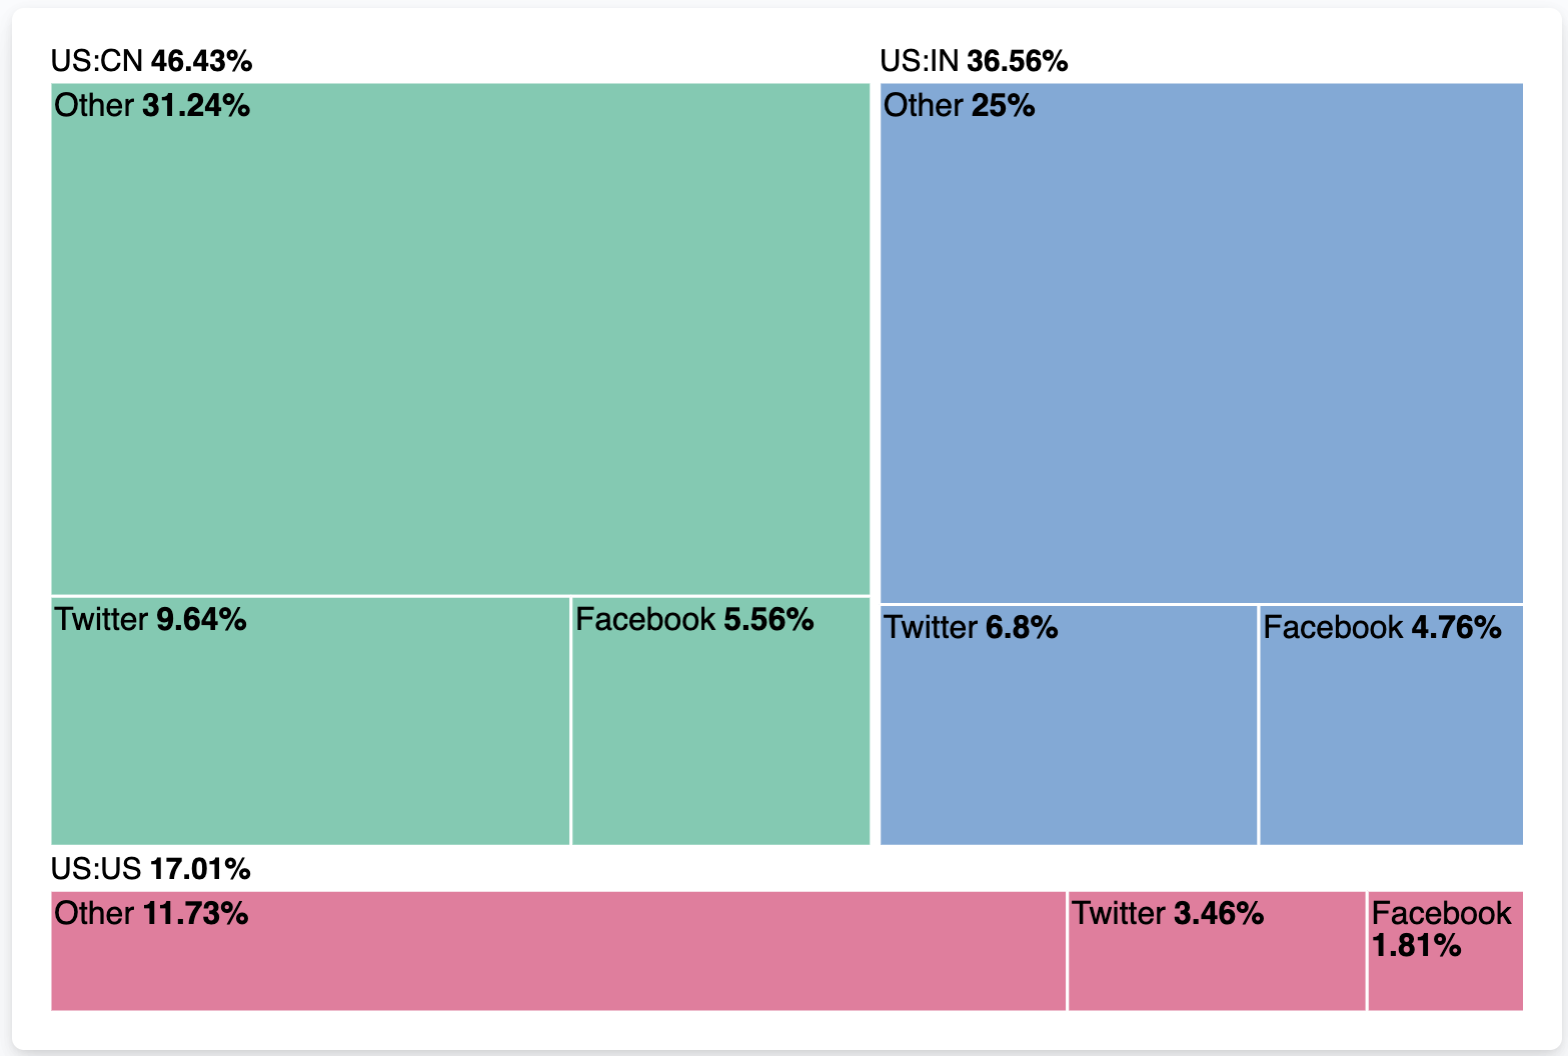 US:CN 46.43%
Other 31.24%
Twitter 9.64%
Facebook 5.56%
US:IN 36.56%
Other 25%
Twitter 6.8%
Facebook 4.76%
US:US 17.01%
Other 11.73%
Twitter 3.46%
Facebook
1.81%